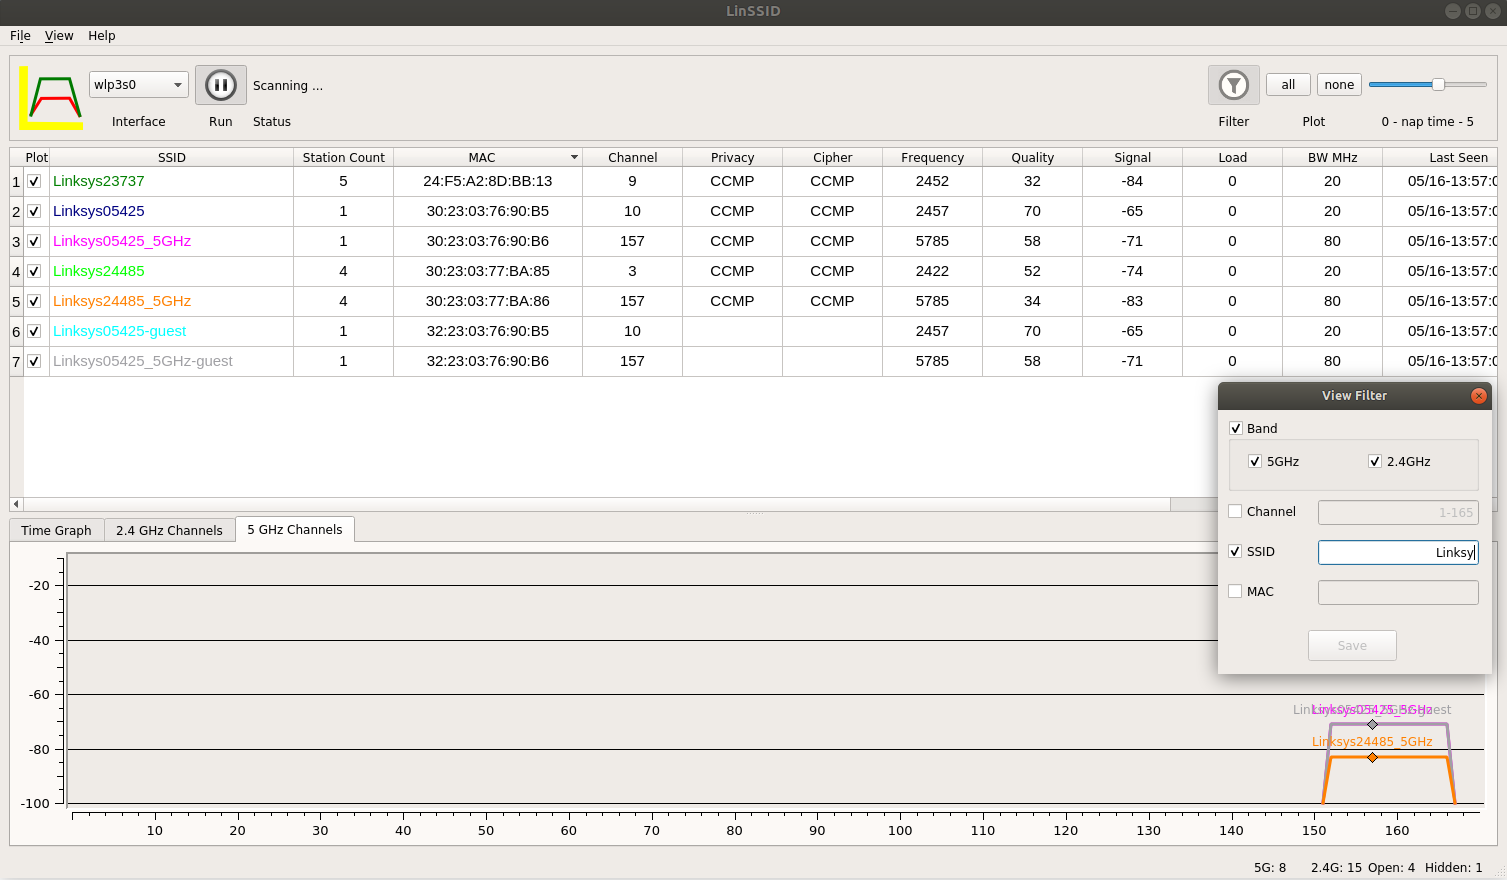 LinSSID
File View Help
wlp3s0
Scanning ...
all none
Interface Run Status
Filter Plot 0 - nap time - 5
Plot SSID Station Count MAC Channel Privacy Cipher Frequency Quality Signal Load BW MHz Last Seen
1 Linksys23737 5 24:F5:A2:8D:BB:13 9 CCMP CCMP 2452 32 -84 0 20 05/16-13:57:0
2 Linksys05425 1 30:23:03:76:90:B5 10 CCMP CCMP 2457 70 -65 0 20 05/16-13:57:0
3 Linksys05425_5GHz 1 30:23:03:76:90:B6 157 CCMP CCMP 5785 58 -71 0 80 05/16-13:57:0
4 Linksys24485 4 30:23:03:77:BA:85 3 CCMP CCMP 2422 52 -74 0 20 05/16-13:57:0
5 Linksys24485_5GHz 4 30:23:03:77:BA:86 157 CCMP CCMP 5785 34 -83 0 80 05/16-13:57:0
6 Linksys05425-guest 1 32:23:03:76:90:B5 10 2457 70 -65 0 20 05/16-13:57:0
7 Linksys05425_5GHz-guest 1 32:23:03:76:90:B6 157 5785 58 -71 0 80 05/16-13:57:0
View Filter
Band
5GHz 2.4GHz
Channel 1-165
SSID Linksy
MAC
Save
Time Graph 2.4 GHz Channels 5 GHz Channels
-20
-40
-60
Linksys05425_5GHz-guest
Linksys05425_5GHz
Linksys24485_5GHz
-80
-100
10 20 30 40 50 60 70 80 90 100 110 120 130 140 150 160
5G: 8 2.4G: 15 Open: 4 Hidden: 1